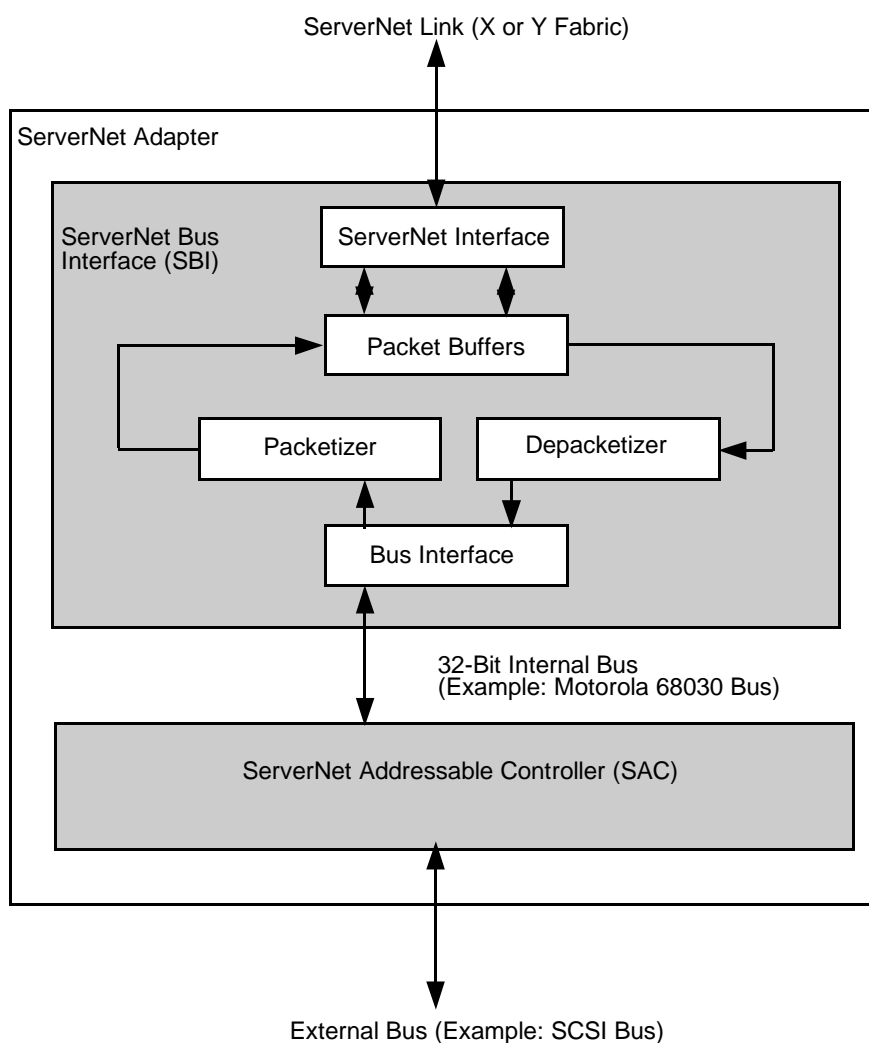 ServerNet Link (X or Y Fabric)
ServerNet Adapter
ServerNet Bus
Interface (SBI)
ServerNet Interface
Packet Buffers
Packetizer
Depacketizer
Bus Interface
32-Bit Internal Bus
(Example: Motorola 68030 Bus)
ServerNet Addressable Controller (SAC)
External Bus (Example: SCSI Bus)